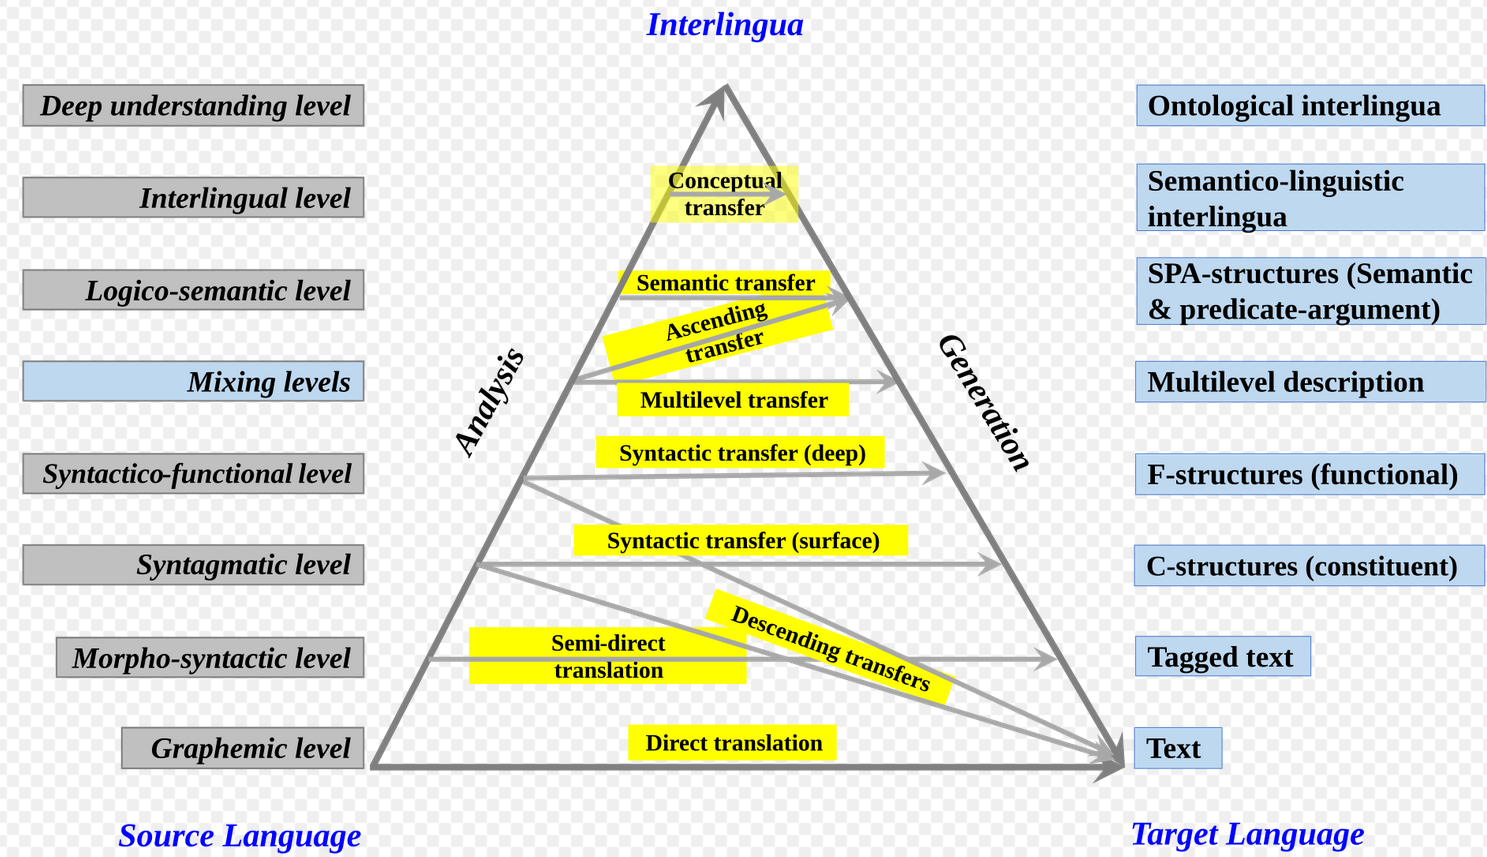 Interlingua
Deep understanding level
Ontological interlingua
Conceptual
transfer
Interlingual level
Semantico-linguistic
interlingua
Logico-semantic level
Semantic transfer
SPA-structures (Semantic
& predicate-argument)
Ascending
transfer
Analysis
Generation
Mixing levels
Multilevel transfer
Multilevel description
Syntactico-functional level
Syntactic transfer (deep)
F-structures (functional)
Syntagmatic level
Syntactic transfer (surface)
C-structures (constituent)
Morpho-syntactic level
Semi-direct
translation
Descending transfers
Tagged text
Graphemic level
Direct translation
Text
Source Language
Target Language